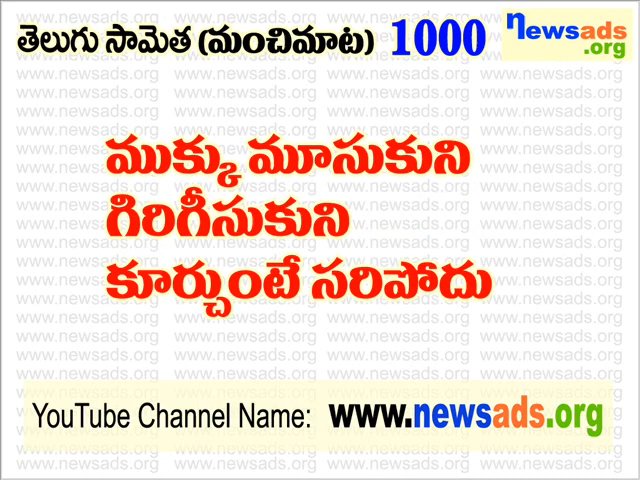 తెలుగు సామెత (మంచిమాట) 1000
newsads
.org
ముక్కు మూసుకుని
గిరిగీసుకుని
కూర్చుంటే సరిపోదు
YouTube Channel Name: www.newsads.org